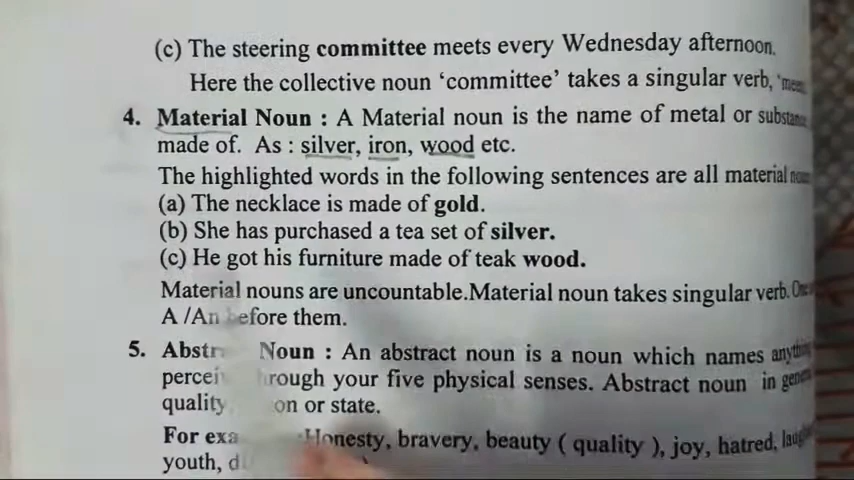 (c) The steering committee meets every Wednesday afternoon.
Here the collective noun ‘committee’ takes a singular verb,
4. Material Noun : A Material noun is the name of metal or
made of. As : silver, iron, wood etc.
The highlighted words in the following sentences are all material
(a) The necklace is made of gold.
(b) She has purchased a tea set of silver.
(c) He got his furniture made of teak wood.
Material nouns are uncountable.Material noun takes singular verb.
A /An before them.
5. Noun : An abstract noun is a noun which names
through your five physical senses. Abstract noun in
quality or state.
For Honesty, bravery, beauty ( quality ), joy, hatred,
youth,